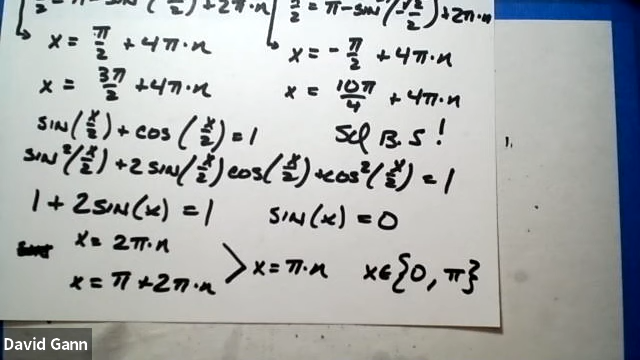 x = π/2 + 4π·n
x = -π/2 + 4π·n
x = 3π/2 + 4π·n
x = 10π/4 + 4π·n
sin(x/2) + cos(x/2) = 1
Sq B.S!
sin²(x/2) + 2sin(x/2)cos(x/2) + cos²(x/2) = 1
1 + 2sin(x) = 1
sin(x) = 0
x = 2π·n
x = π + 2π·n
> x = π·n
x ∈ {0, π}
David Gann